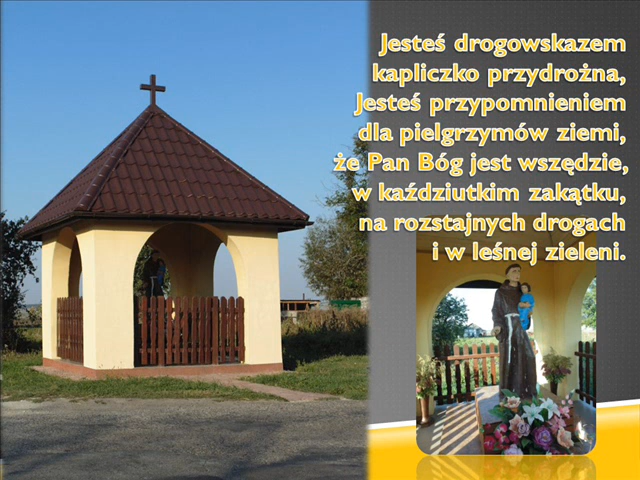 Jesteś drogowskazem
kapliczko przydrożna,
Jesteś przypomnieniem
dla pielgrzymów ziemi,
że Pan Bóg jest wszędzie,
w każdziutkim zakątku,
na rozstajnych drogach
i w leśnej zieleni.